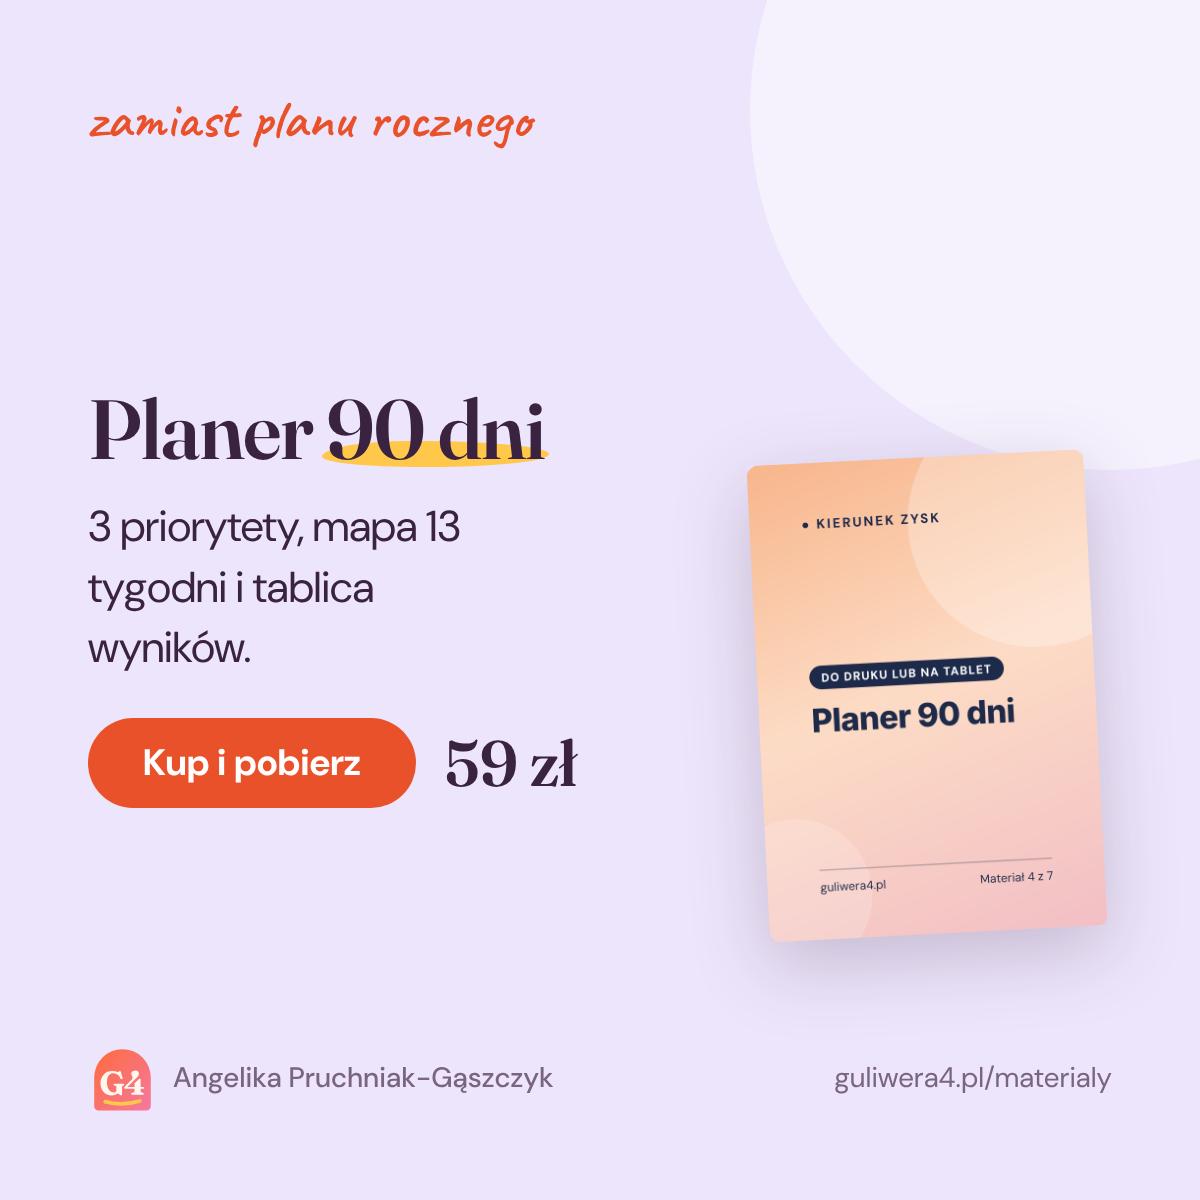 zamiast planu rocznego
Planer 90 dni
3 priorytety, mapa 13
tygodni i tablica
wyników.
Kup i pobierz
59 zł
• KIERUNEK ZYSK
DO DRUKU LUB NA TABLET
Planer 90 dni
guliwera4.pl
Materiał 4 z 7
G4
Angelika Pruchniak-Gąszczyk
guliwera4.pl/materialy